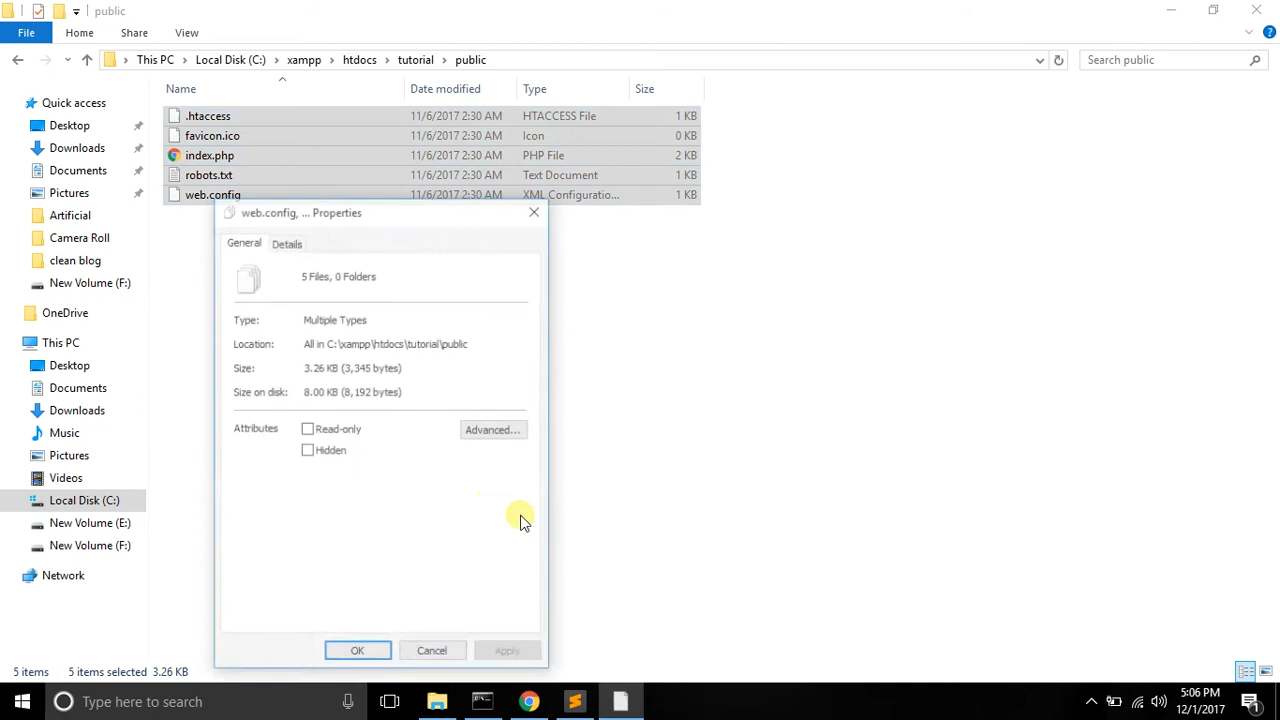 public
File Home Share View
This PC Local Disk (C:) xampp htdocs tutorial public Search public
Name Date modified Type Size
Quick access
Desktop
Downloads
Documents
Pictures
Artificial
Camera Roll
clean blog
New Volume (F:)
OneDrive
This PC
Desktop
Documents
Downloads
Music
Pictures
Videos
Local Disk (C:)
New Volume (E:)
New Volume (F:)
Network
.htaccess 11/6/2017 2:30 AM HTACCESS File 1 KB
favicon.ico 11/6/2017 2:30 AM Icon 0 KB
index.php 11/6/2017 2:30 AM PHP File 2 KB
robots.txt 11/6/2017 2:30 AM Text Document 1 KB
web.config 11/6/2017 2:30 AM XML Configuratio... 1 KB
web.config, ... Properties
General Details
5 Files, 0 Folders
Type: Multiple Types
Location: All in C:\xampp\htdocs\tutorial\public
Size: 3.26 KB (3,345 bytes)
Size on disk: 8.00 KB (8,192 bytes)
Attributes Read-only Advanced...
Hidden
OK Cancel Apply
5 items 5 items selected 3.26 KB
Type here to search
5:06 PM
12/1/2017
1